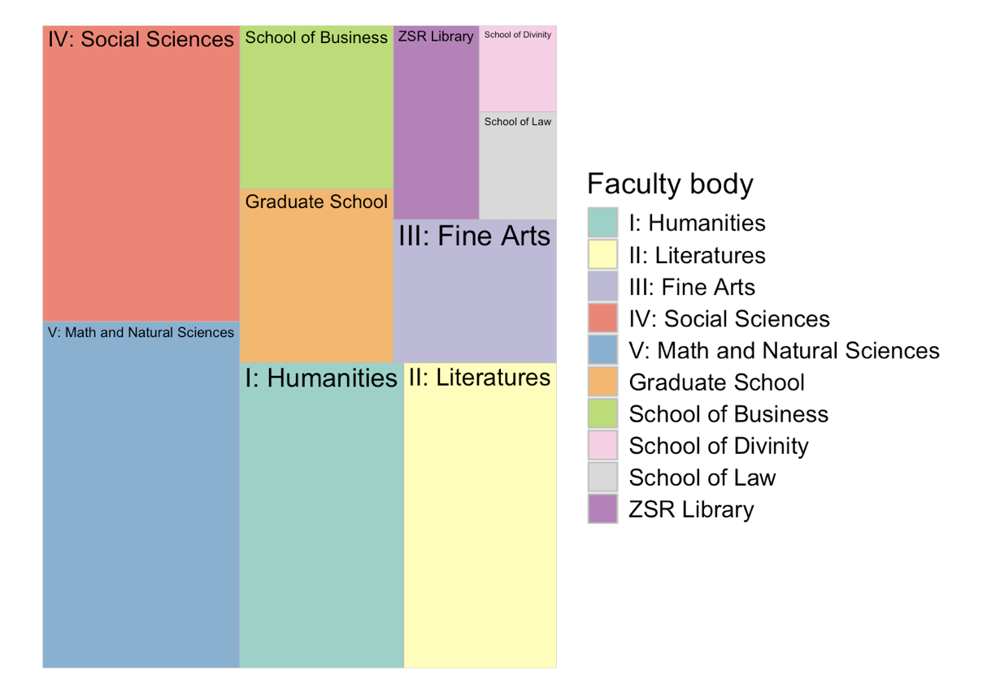 IV: Social Sciences
School of Business
ZSR Library
School of Divinity
School of Law
Graduate School
III: Fine Arts
V: Math and Natural Sciences
I: Humanities
II: Literatures
Faculty body
I: Humanities
II: Literatures
III: Fine Arts
IV: Social Sciences
V: Math and Natural Sciences
Graduate School
School of Business
School of Divinity
School of Law
ZSR Library